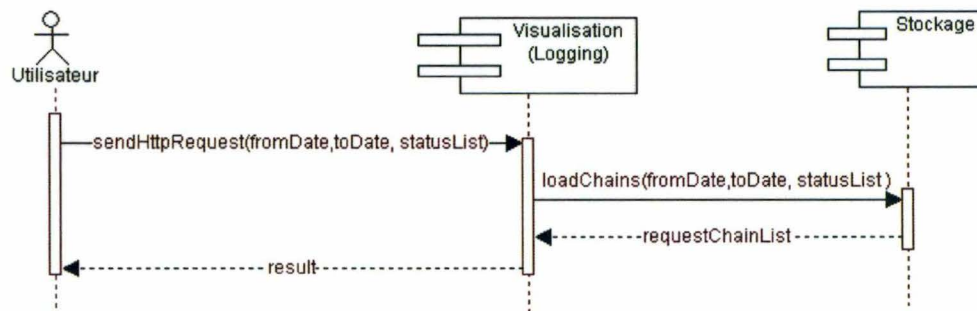 Utilisateur
Visualisation
(Logging)
Stockage
sendHttpRequest(fromDate,toDate, statusList)
loadChains(fromDate,toDate, statusList )
requestChainList
result